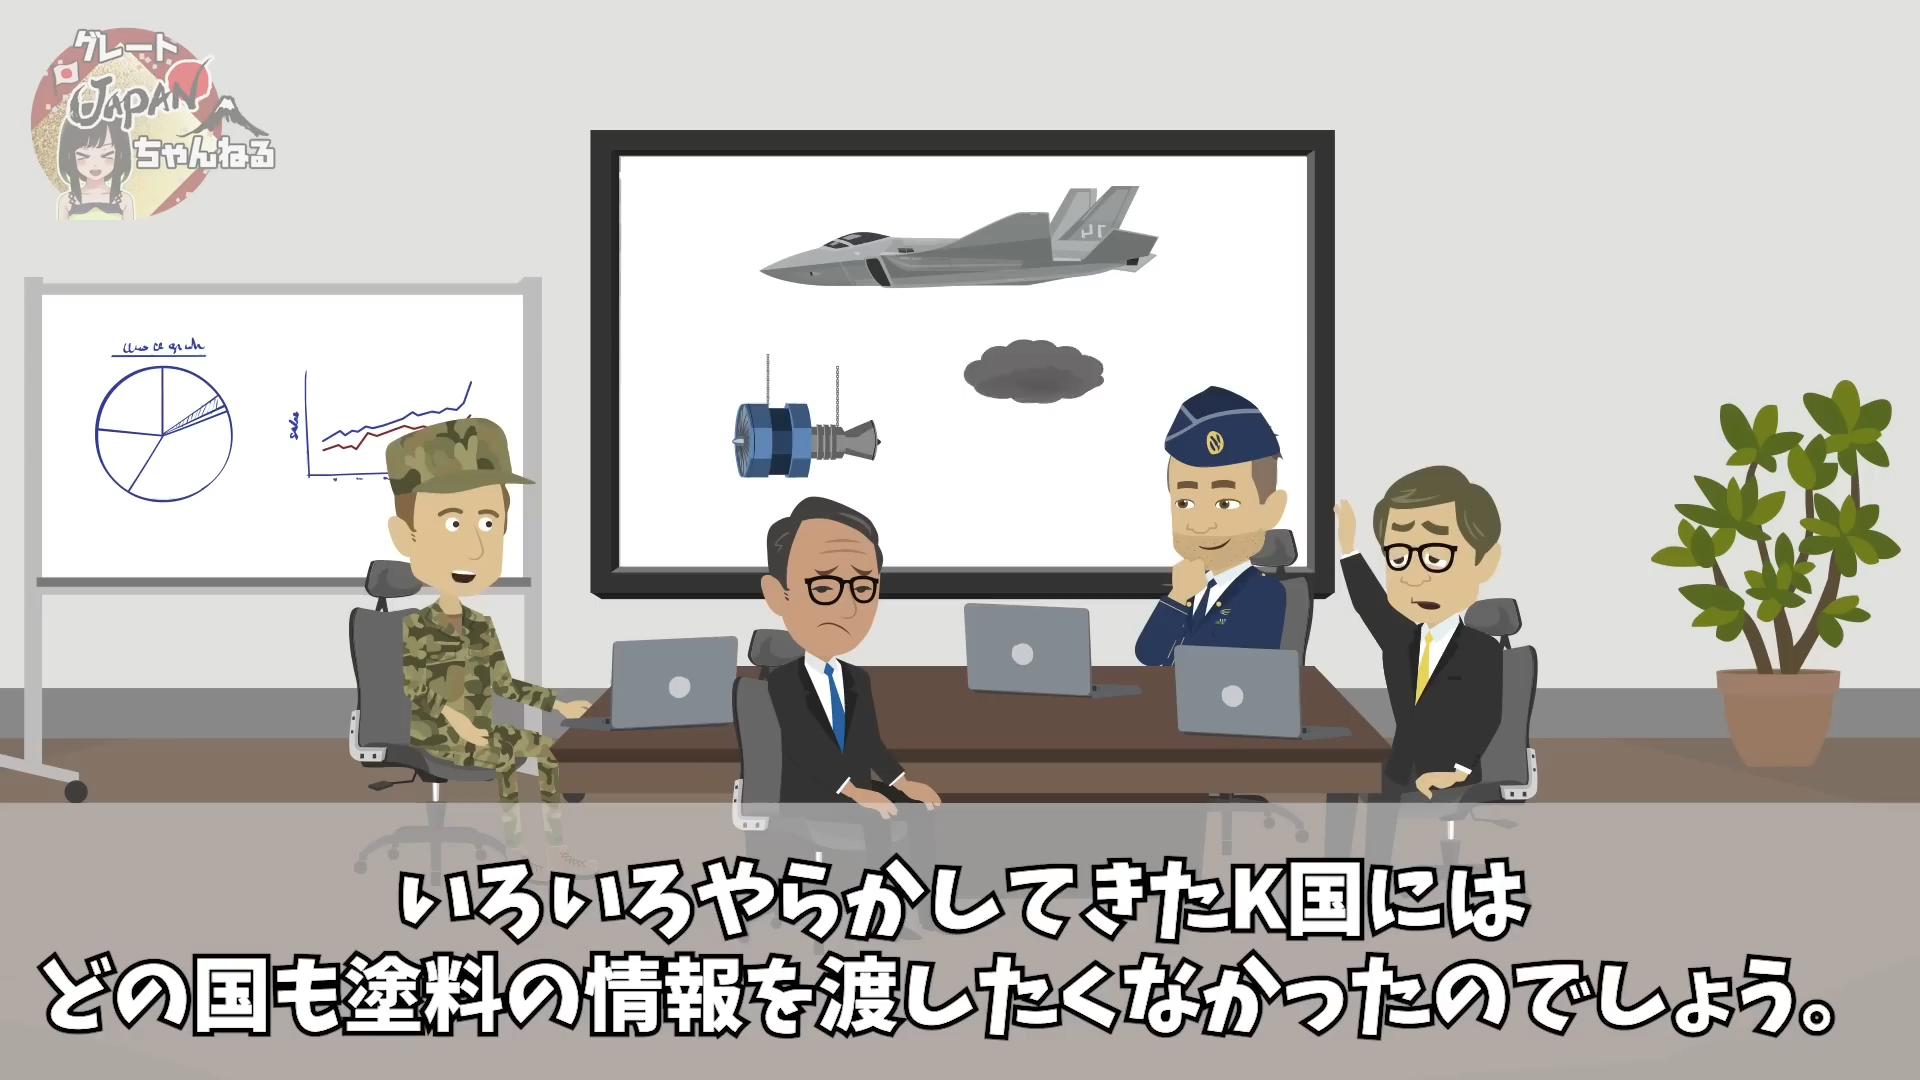 グレート
JAPAN
ちゃんねる
sales
いろいろやらかしてきたK国には
どの国も塗料の情報を渡したくなかったのでしょう。